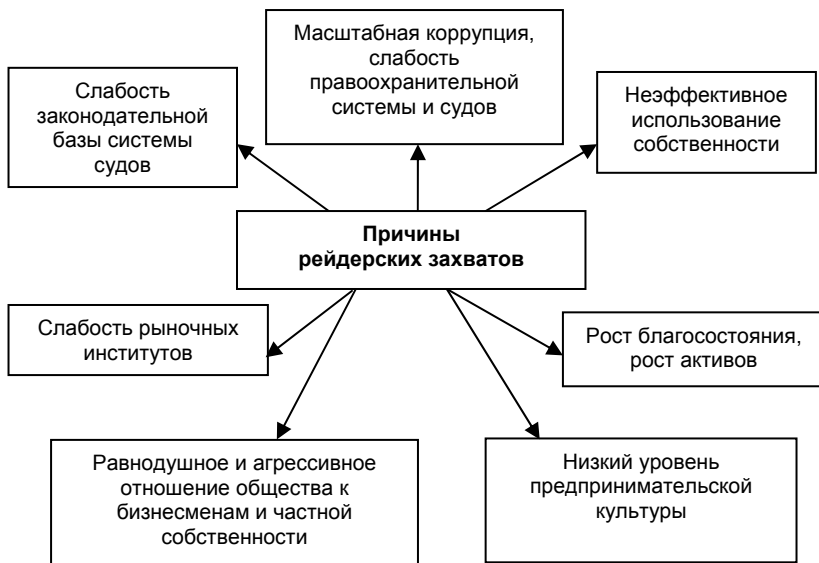 Масштабная коррупция,
слабость
правоохранительной
системы и судов
Слабость
законодательной
базы системы
судов
Неэффективное
использование
собственности
Причины
рейдерских захватов
Слабость рыночных
институтов
Рост благосостояния,
рост активов
Равнодушное и агрессивное
отношение общества к
бизнесменам и частной
собственности
Низкий уровень
предпринимательской
культуры